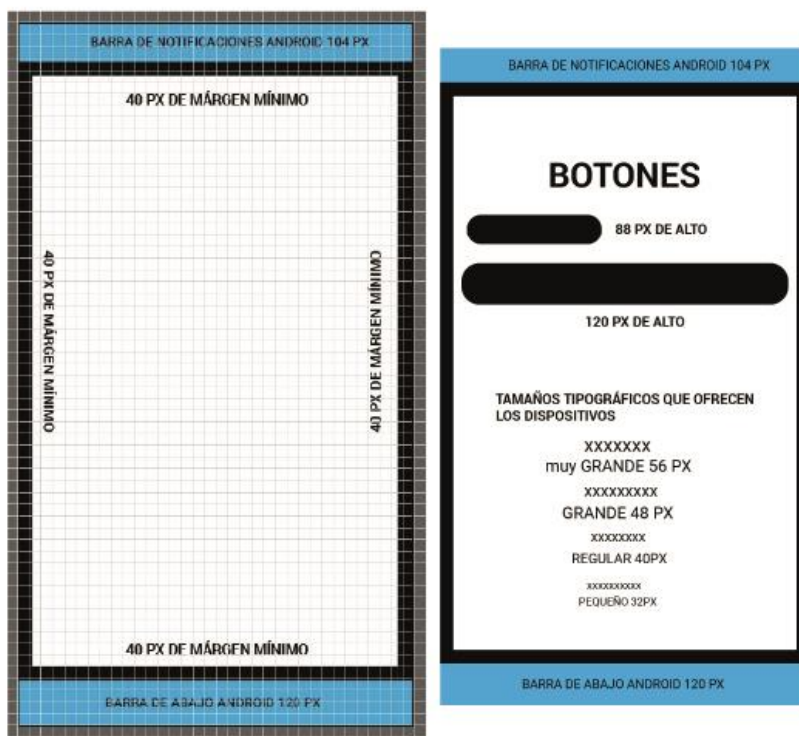 BARRA DE NOTIFICACIONES ANDROID 104 PX
40 PX DE MÁRGEN MÍNIMO
40 PX DE MÁRGEN MÍNIMO
40 PX DE MÁRGEN MÍNIMO
40 PX DE MÁRGEN MÍNIMO
BARRA DE ABAJO ANDROID 120 PX
BARRA DE NOTIFICACIONES ANDROID 104 PX
BOTONES
88 PX DE ALTO
120 PX DE ALTO
TAMAÑOS TIPOGRÁFICOS QUE OFRECEN
LOS DISPOSITIVOS
XXXXXXX
muy GRANDE 56 PX
XXXXXXXXX
GRANDE 48 PX
XXXXXXXX
REGULAR 40PX
XXXXXXXXXX
PEQUEÑO 32PX
BARRA DE ABAJO ANDROID 120 PX